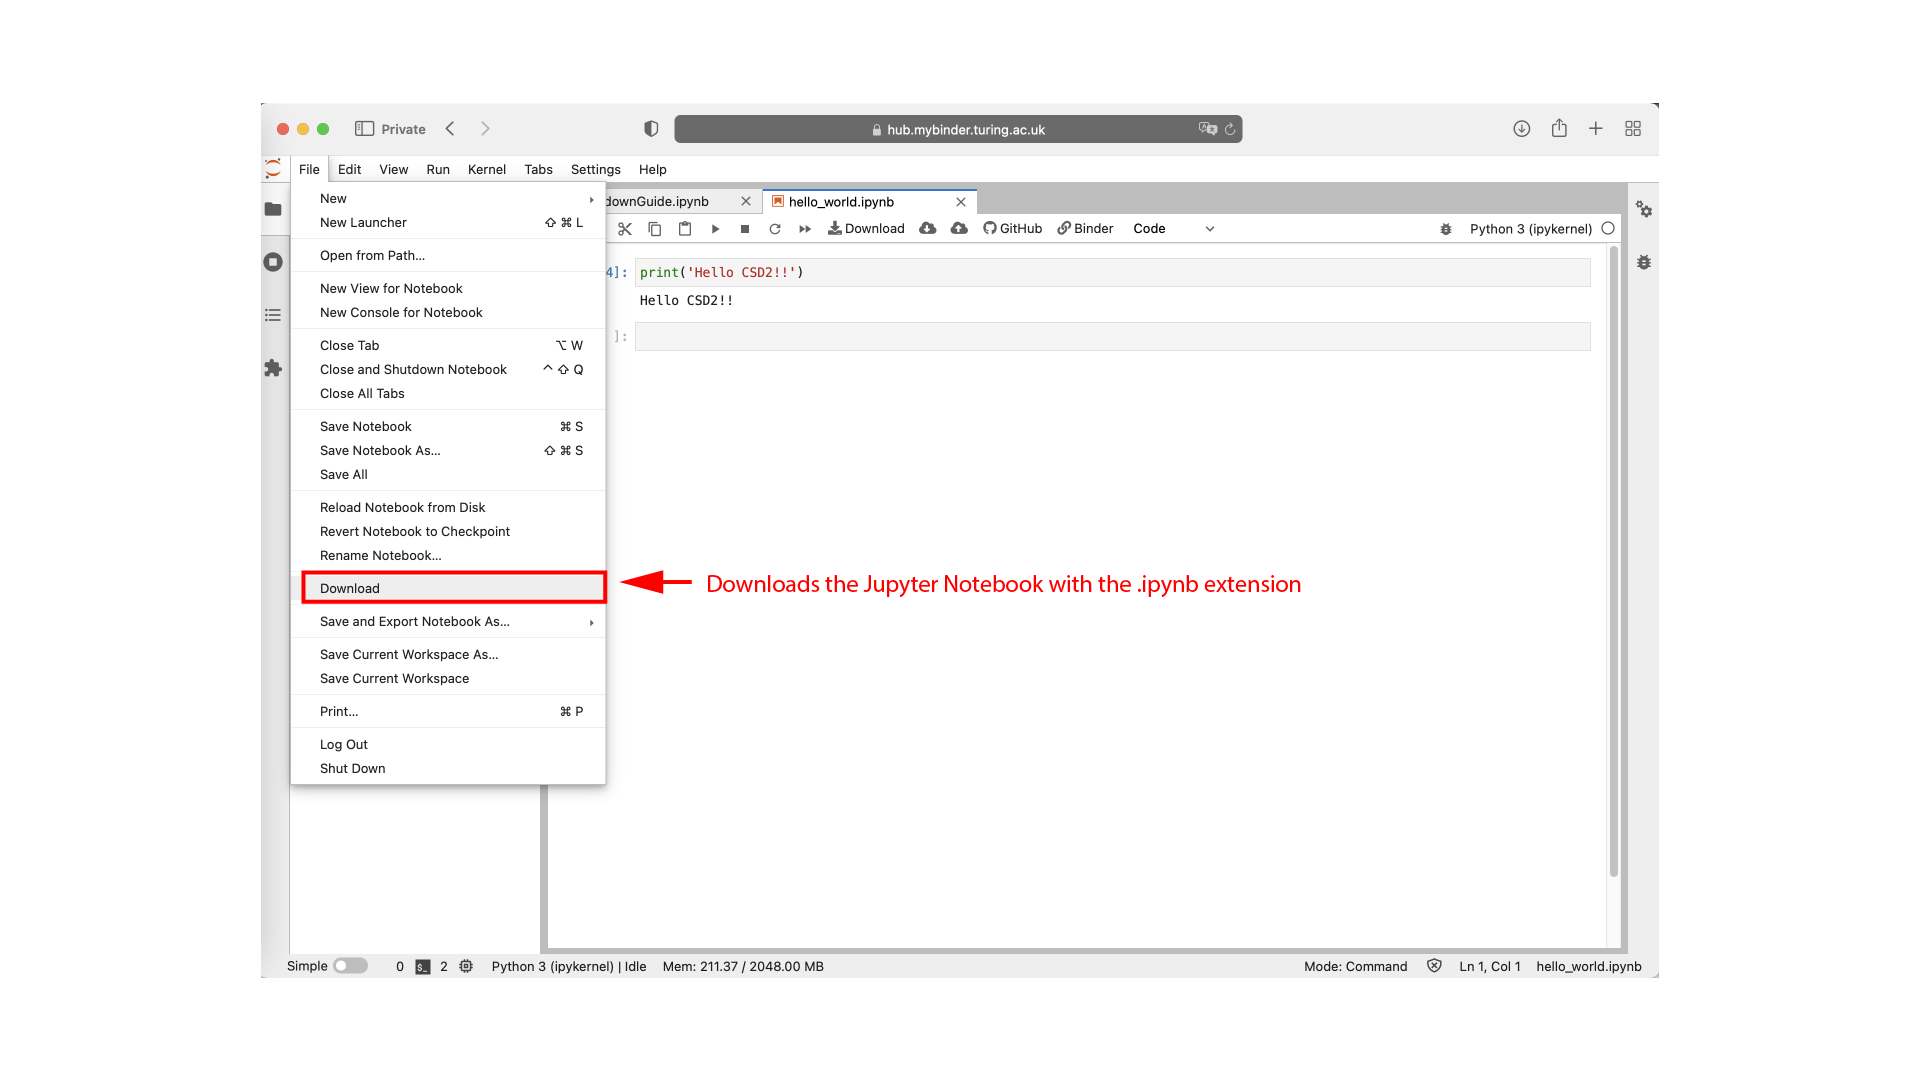 Private
hub.mybinder.turing.ac.uk
File Edit View Run Kernel Tabs Settings Help
New
New Launcher ⇧ ⌘ L
Open from Path...
New View for Notebook
New Console for Notebook
Close Tab ⌥ W
Close and Shutdown Notebook ^ ⇧ Q
Close All Tabs
Save Notebook ⌘ S
Save Notebook As... ⇧ ⌘ S
Save All
Reload Notebook from Disk
Revert Notebook to Checkpoint
Rename Notebook...
Download
Save and Export Notebook As...
Save Current Workspace As...
Save Current Workspace
Print... ⌘ P
Log Out
Shut Down
downGuide.ipynb hello_world.ipynb
Download GitHub Binder Code Python 3 (ipykernel)
4]: print('Hello CSD2!!')
Hello CSD2!!
]:
Downloads the Jupyter Notebook with the .ipynb extension
Simple 0 $_ 2 Python 3 (ipykernel) | Idle Mem: 211.37 / 2048.00 MB Mode: Command Ln 1, Col 1 hello_world.ipynb